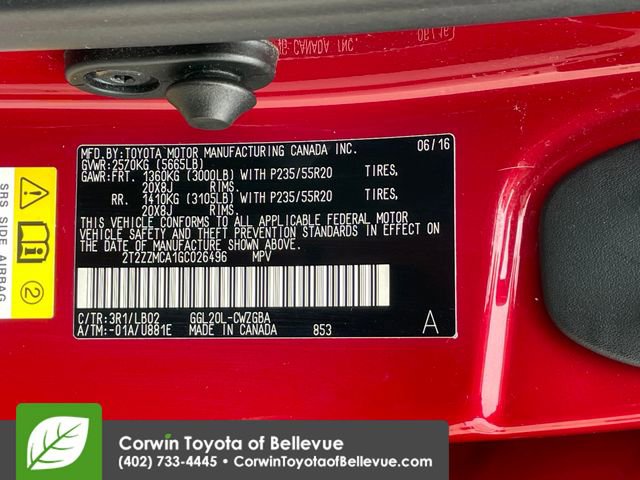 MFD.BY:TOYOTA MOTOR MANUFACTURING CANADA INC. 06/16
GVWR:2570KG (5665LB)
GAWR:FRT. 1360KG (3000LB) WITH P235/55R20 TIRES,
20X8J RIMS.
RR. 1410KG (3105LB) WITH P235/55R20 TIRES,
20X8J RIMS.
THIS VEHICLE CONFORMS TO ALL APPLICABLE FEDERAL MOTOR
VEHICLE SAFETY AND THEFT PREVENTION STANDARDS IN EFFECT
ON THE DATE OF MANUFACTURE SHOWN ABOVE.
2T2ZZMCA1GC026496 MPV
C/TR:3R1/LB02 GGL20L-CWZGBA
A/TM:-01A/U881E MADE IN CANADA 853 A
SRS SIDE AIRBAG
2
Corwin Toyota of Bellevue
(402) 733-4445 • CorwinToyotaofBellevue.com